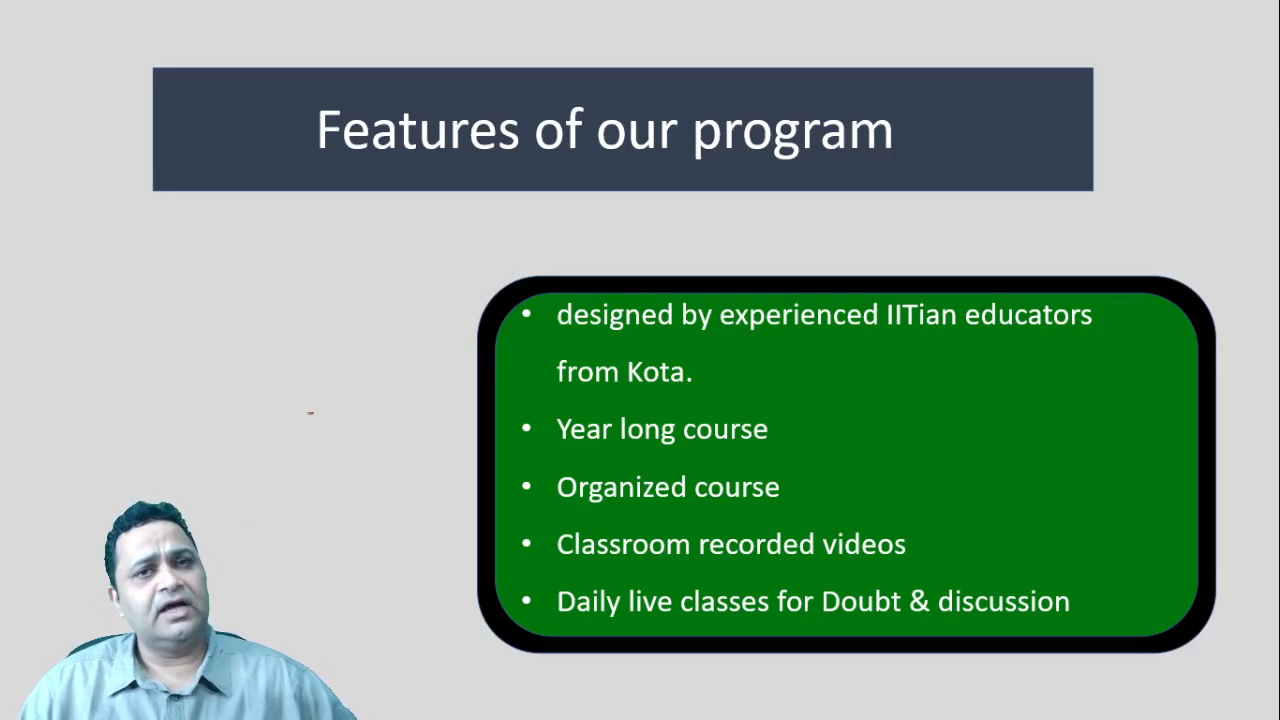 Features of our program
• designed by experienced IITian educators
from Kota.
• Year long course
• Organized course
• Classroom recorded videos
• Daily live classes for Doubt & discussion